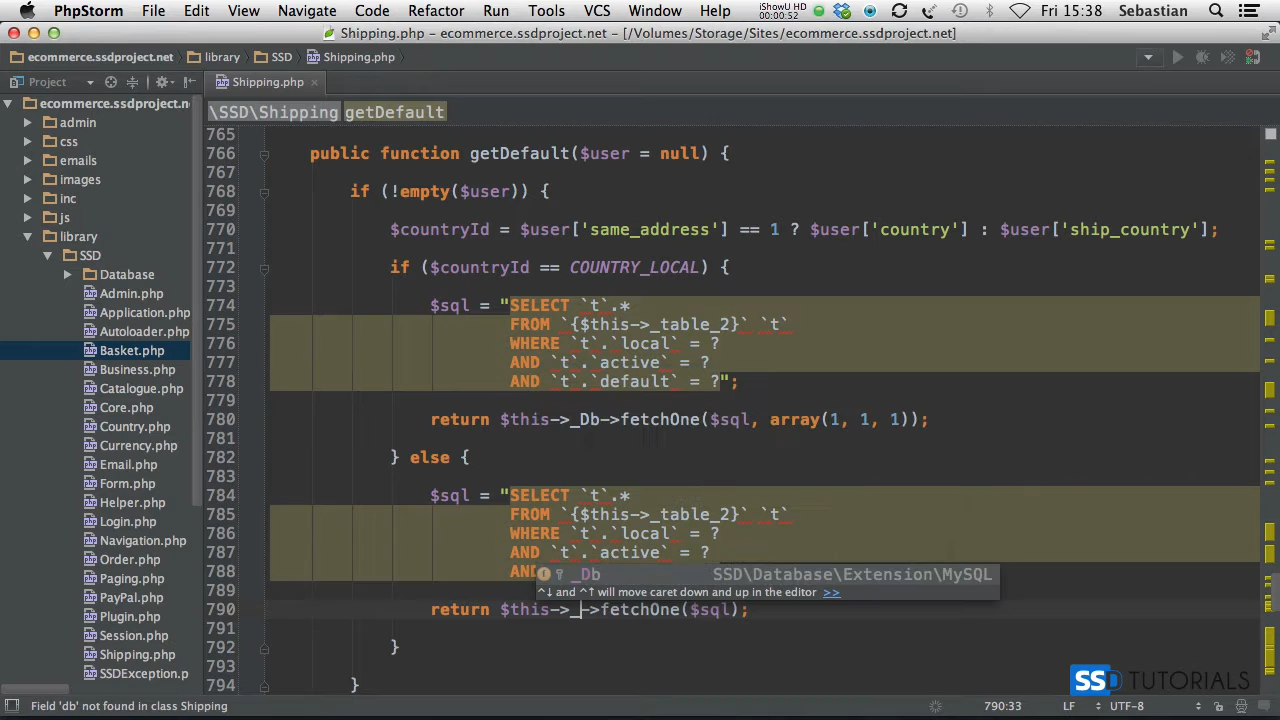 PhpStorm File Edit View Navigate Code Refactor Run Tools VCS Window Help iShowU HD 00:00:52 Fri 15:38 Sebastian
Shipping.php – ecommerce.ssdproject.net – [/Volumes/Storage/Sites/ecommerce.ssdproject.net]
ecommerce.ssdproject.net library SSD Shipping.php
Project Shipping.php
ecommerce.ssdproject.ne
admin
css
emails
images
inc
js
library
SSD
Database
Admin.php
Application.php
Autoloader.php
Basket.php
Business.php
Catalogue.php
Core.php
Country.php
Currency.php
Email.php
Form.php
Helper.php
Login.php
Navigation.php
Order.php
Paging.php
PayPal.php
Plugin.php
Session.php
Shipping.php
SSDException.p
\SSD\Shipping getDefault
765
766 public function getDefault($user = null) {
767
768 if (!empty($user)) {
769
770 $countryId = $user['same_address'] == 1 ? $user['country'] : $user['ship_country'];
771
772 if ($countryId == COUNTRY_LOCAL) {
773
774 $sql = "SELECT `t`.*
775 FROM `{$this->_table_2}` `t`
776 WHERE `t`.`local` = ?
777 AND `t`.`active` = ?
778 AND `t`.`default` = ?";
779
780 return $this->_Db->fetchOne($sql, array(1, 1, 1));
781
782 } else {
783
784 $sql = "SELECT `t`.*
785 FROM `{$this->_table_2}` `t`
786 WHERE `t`.`local` = ?
787 AND `t`.`active` = ?
788 AND
_Db SSD\Database\Extension\MySQL
^↓ and ^↑ will move caret down and up in the editor >>
789
790 return $this->_->fetchOne($sql);
791
792 }
793
794 }
SSD TUTORIALS
Field 'db' not found in class Shipping 790:33 LF UTF-8